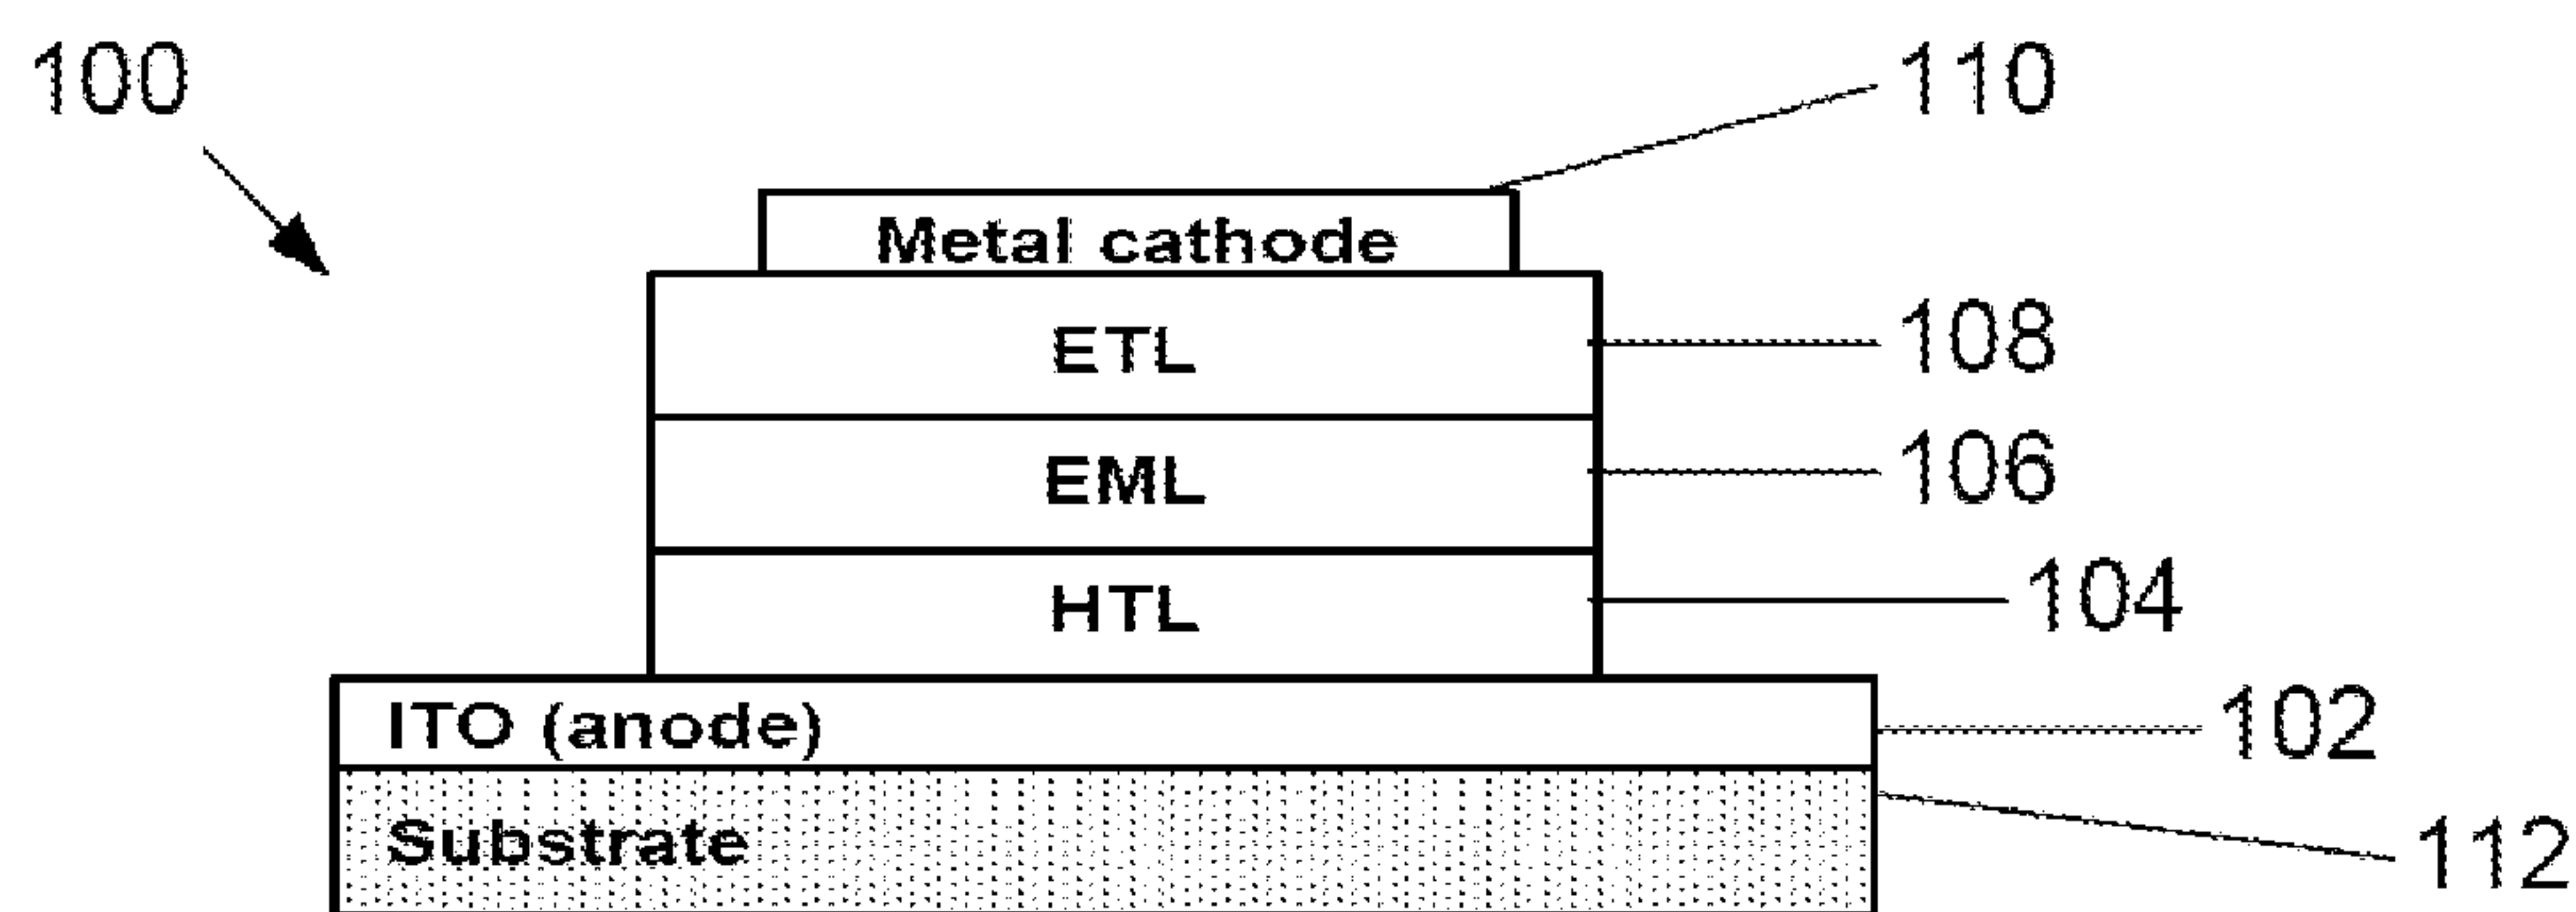 100
110
Metal cathode
ETL
108
EML
106
HTL
104
ITO (anode)
102
Substrate
112